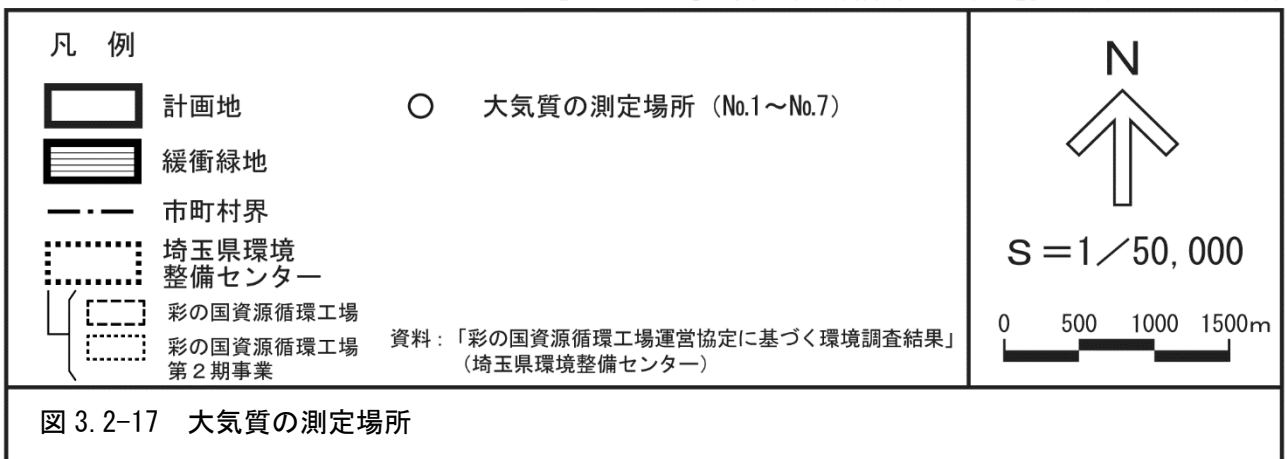 凡 例
計画地
○ 大気質の測定場所（№1～№7）
緩衝緑地
市町村界
埼玉県環境
整備センター
彩の国資源循環工場
彩の国資源循環工場
第２期事業
資料：「彩の国資源循環工場運営協定に基づく環境調査結果」
（埼玉県環境整備センター）
N
S＝1／50,000
0 500 1000 1500m
図 3.2-17 大気質の測定場所